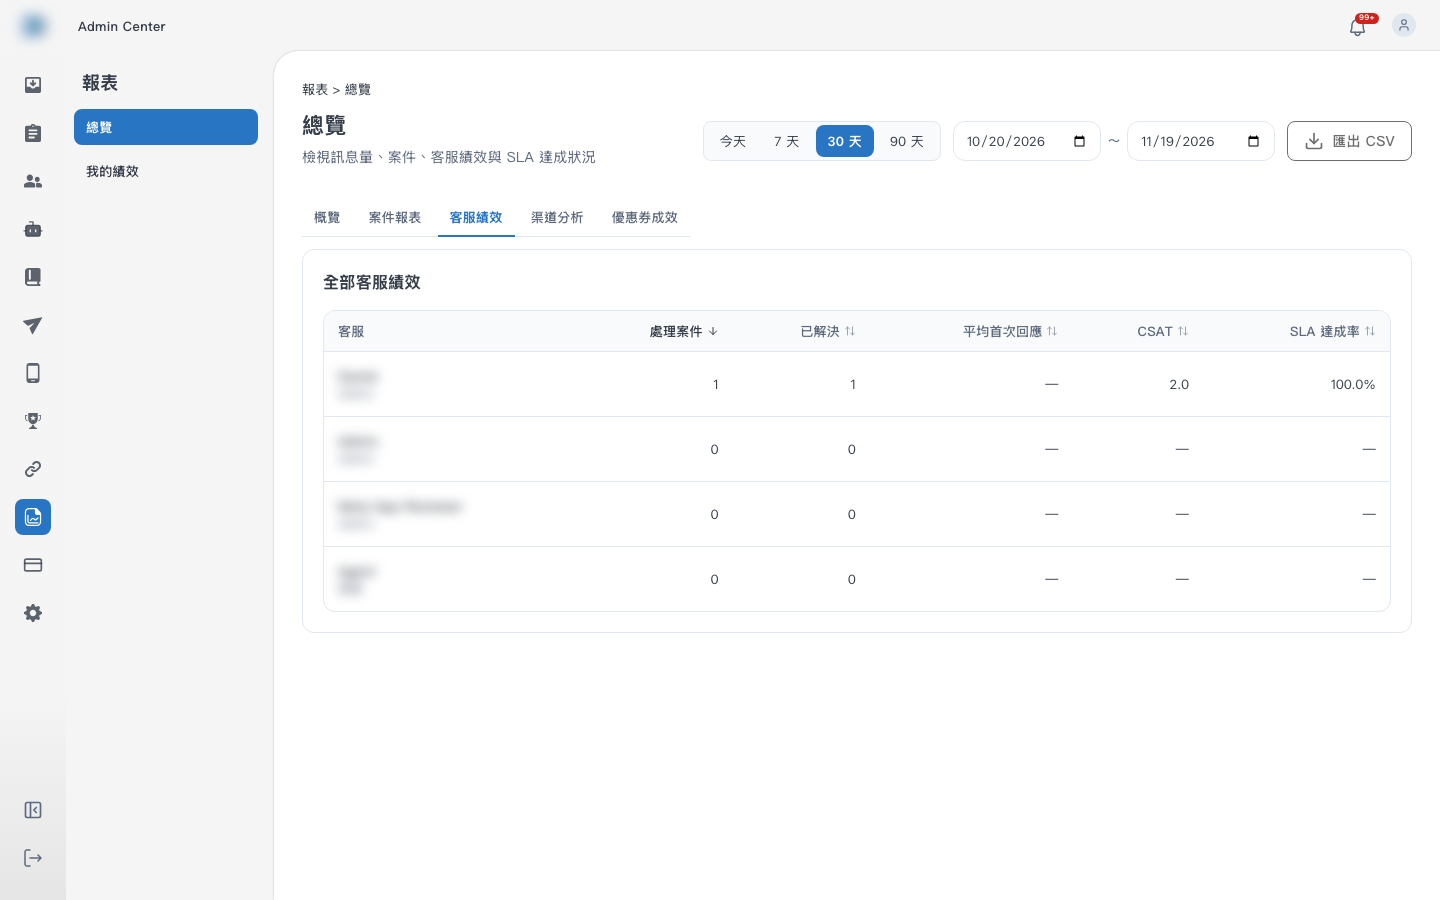 Admin Center
99+
報表
總覽
我的績效
報表 > 總覽
總覽
檢視訊息量、案件、客服績效與 SLA 達成狀況
今天 7 天 30 天 90 天 10/20/2026 ～ 11/19/2026 匯出 CSV
概覽 案件報表 客服績效 渠道分析 優惠券成效
全部客服績效
客服 處理案件 ↓ 已解決 ↑↓ 平均首次回應 ↑↓ CSAT ↑↓ SLA 達成率 ↑↓
1 1 — 2.0 100.0%
0 0 — — —
0 0 — — —
0 0 — — —